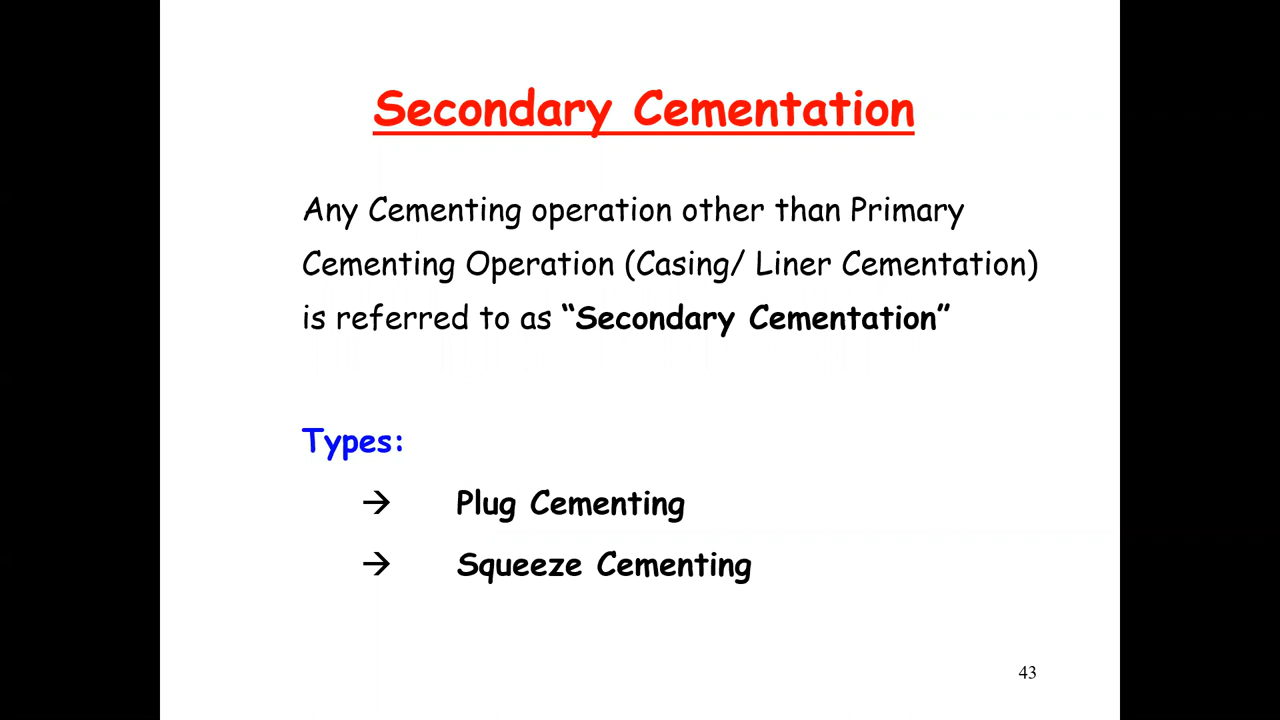 Secondary Cementation
Any Cementing operation other than Primary
Cementing Operation (Casing/ Liner Cementation)
is referred to as “Secondary Cementation”
Types:
→ Plug Cementing
→ Squeeze Cementing
43